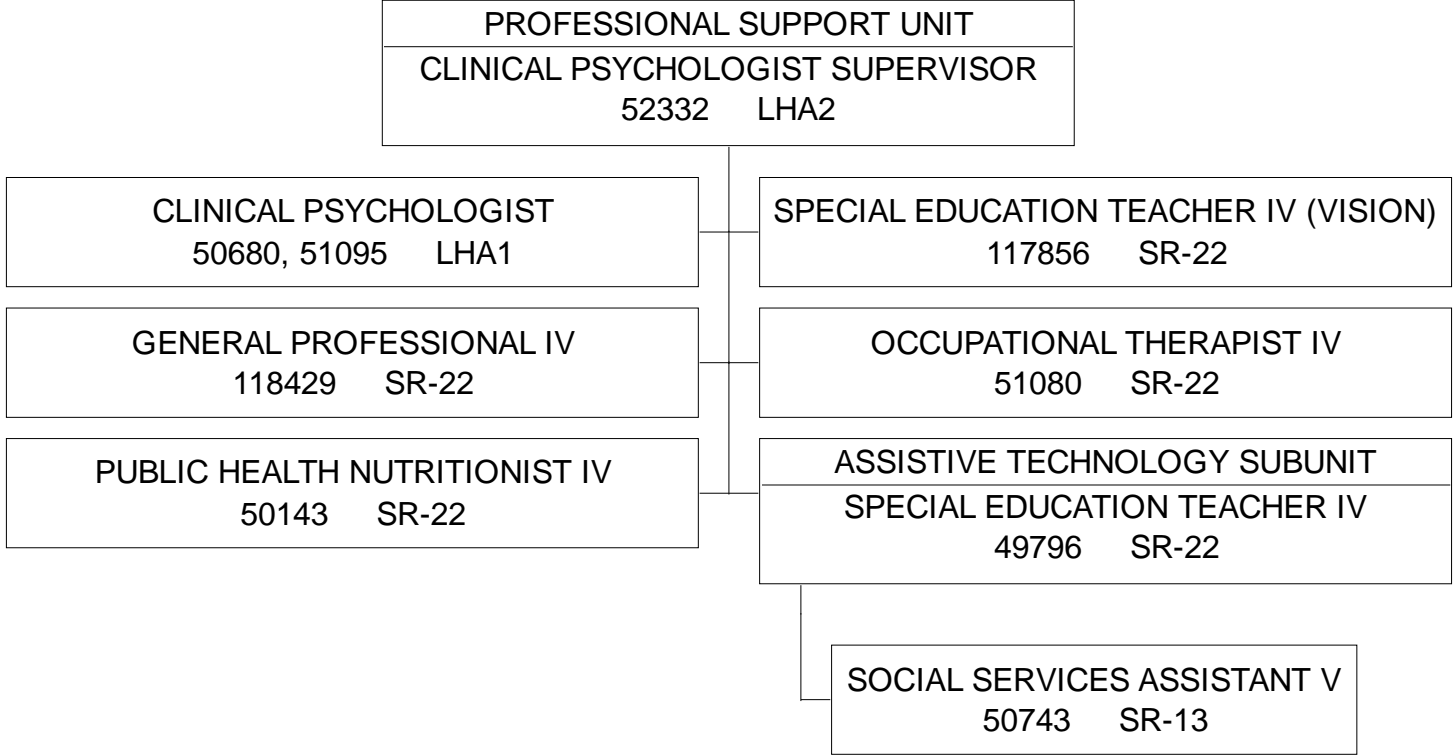 PROFESSIONAL SUPPORT UNIT
CLINICAL PSYCHOLOGIST SUPERVISOR
52332 LHA2
CLINICAL PSYCHOLOGIST
50680, 51095 LHA1
SPECIAL EDUCATION TEACHER IV (VISION)
117856 SR-22
GENERAL PROFESSIONAL IV
118429 SR-22
OCCUPATIONAL THERAPIST IV
51080 SR-22
PUBLIC HEALTH NUTRITIONIST IV
50143 SR-22
ASSISTIVE TECHNOLOGY SUBUNIT
SPECIAL EDUCATION TEACHER IV
49796 SR-22
SOCIAL SERVICES ASSISTANT V
50743 SR-13